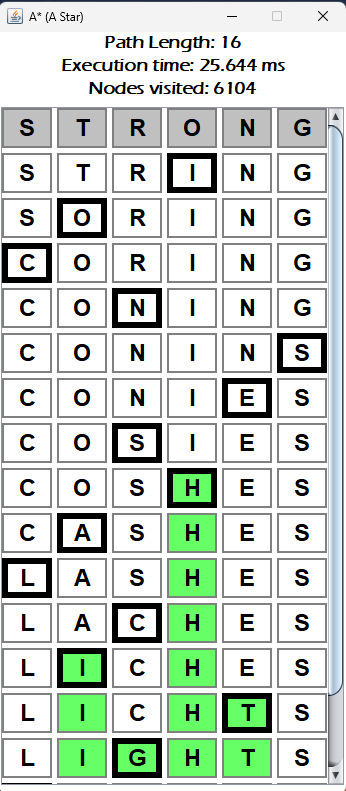 A* (A Star)
Path Length: 16
Execution time: 25.644 ms
Nodes visited: 6104
S T R O N G
S T R I N G
S O R I N G
C O R I N G
C O N I N G
C O N I N S
C O N I E S
C O S I E S
C O S H E S
C A S H E S
L A S H E S
L A C H E S
L I C H E S
L I C H T S
L I G H T S